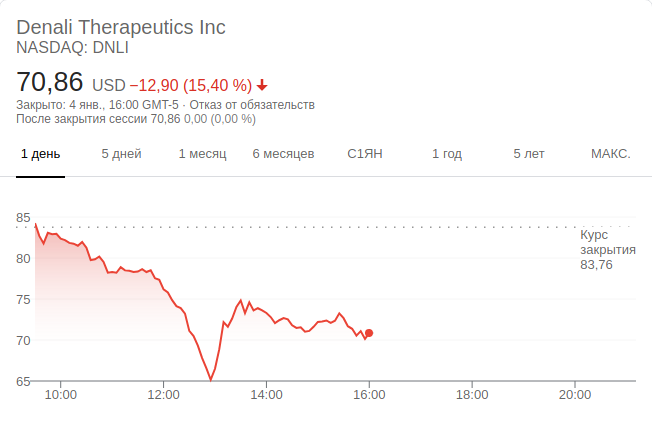 Denali Therapeutics Inc
NASDAQ: DNLI
70,86 USD −12,90 (15,40 %)
Закрыто: 4 янв., 16:00 GMT-5 · Отказ от обязательств
После закрытия сессии 70,86 0,00 (0,00 %)
1 день 5 дней 1 месяц 6 месяцев С1ЯН 1 год 5 лет МАКС.
85
Курс
закрытия
83,76
80
75
70
65
10:00 12:00 14:00 16:00 18:00 20:00